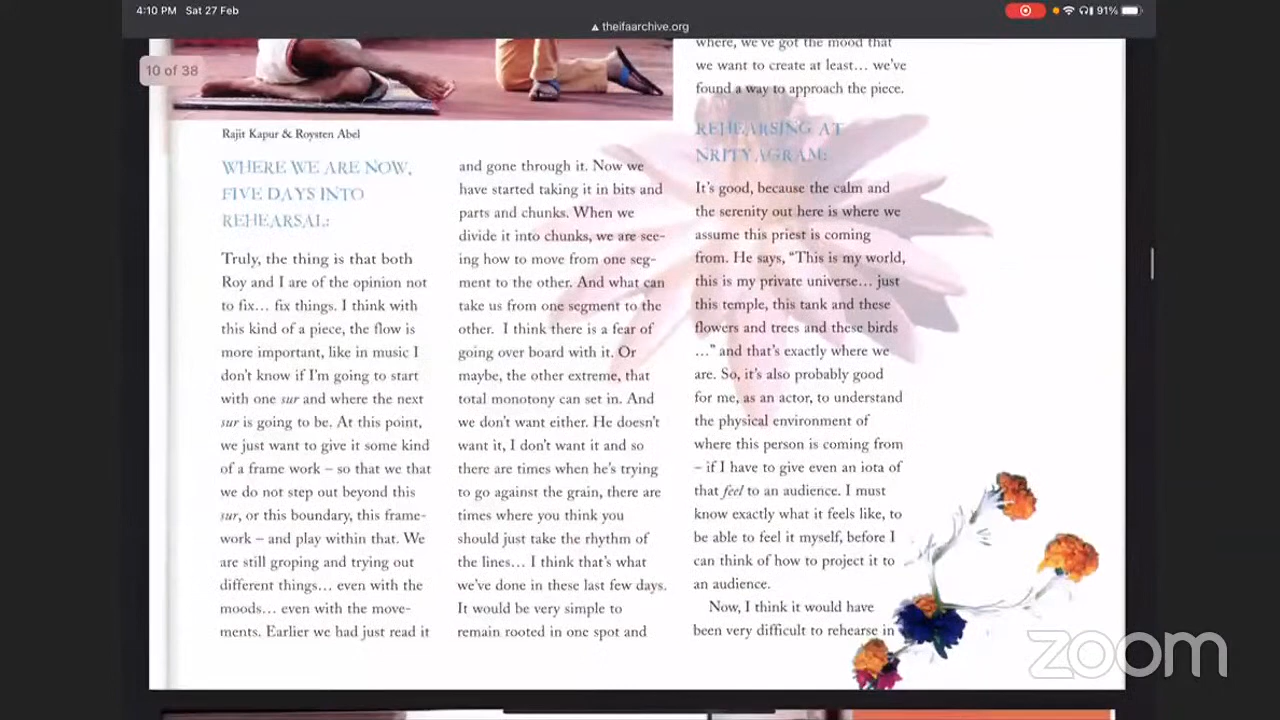 4:10 PM Sat 27 Feb
91%
theifaarchive.org
10 of 38
Rajit Kapur & Roysten Abel
WHERE WE ARE NOW,
FIVE DAYS INTO
REHEARSAL:
Truly, the thing is that both
Roy and I are of the opinion not
to fix… fix things. I think with
this kind of a piece, the flow is
more important, like in music I
don't know if I'm going to start
with one sur and where the next
sur is going to be. At this point,
we just want to give it some kind
of a frame work – so that we that
we do not step out beyond this
sur, or this boundary, this frame-
work – and play within that. We
are still groping and trying out
different things… even with the
moods… even with the move-
ments. Earlier we had just read it
and gone through it. Now we
have started taking it in bits and
parts and chunks. When we
divide it into chunks, we are see-
ing how to move from one seg-
ment to the other. And what can
take us from one segment to the
other. I think there is a fear of
going over board with it. Or
maybe, the other extreme, that
total monotony can set in. And
we don't want either. He doesn't
want it, I don't want it and so
there are times when he's trying
to go against the grain, there are
times where you think you
should just take the rhythm of
the lines… I think that's what
we've done in these last few days.
It would be very simple to
remain rooted in one spot and
where, we've got the mood that
we want to create at least… we've
found a way to approach the piece.
REHEARSING AT
NRITYAGRAM:
It's good, because the calm and
the serenity out here is where we
assume this priest is coming
from. He says, "This is my world,
this is my private universe… just
this temple, this tank and these
flowers and trees and these birds
…" and that's exactly where we
are. So, it's also probably good
for me, as an actor, to understand
the physical environment of
where this person is coming from
– if I have to give even an iota of
that feel to an audience. I must
know exactly what it feels like, to
be able to feel it myself, before I
can think of how to project it to
an audience.
Now, I think it would have
been very difficult to rehearse in
zoom